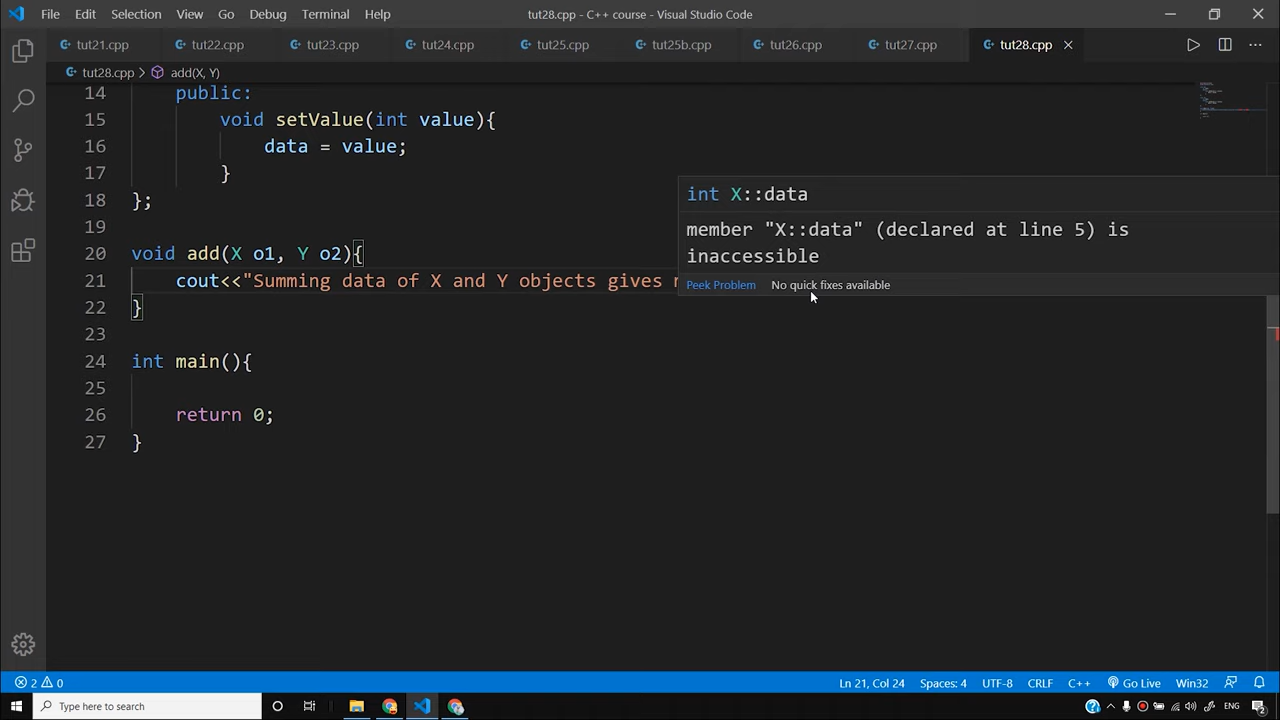 File Edit Selection View Go Debug Terminal Help tut28.cpp - C++ course - Visual Studio Code
tut21.cpp tut22.cpp tut23.cpp tut24.cpp tut25.cpp tut25b.cpp tut26.cpp tut27.cpp tut28.cpp
tut28.cpp > add(X, Y)
14 public:
15 void setValue(int value){
16 data = value;
17 }
18 };
19
20 void add(X o1, Y o2){
21 cout<<"Summing data of X and Y objects gives
22 }
23
24 int main(){
25
26 return 0;
27 }
int X::data
member "X::data" (declared at line 5) is
inaccessible
Peek Problem No quick fixes available
2 0 Ln 21, Col 24 Spaces: 4 UTF-8 CRLF C++ Go Live Win32
Type here to search ENG 2